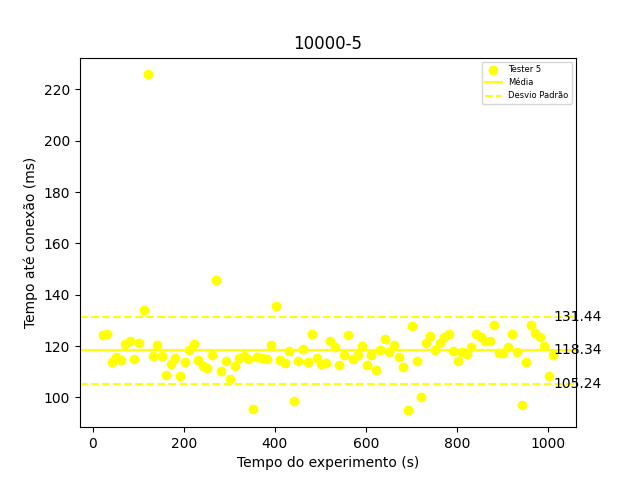 10000-5
Tester 5
Média
Desvio Padrão
Tempo até conexão (ms)
220
200
180
160
140
120
100
131.44
118.34
105.24
0 200 400 600 800 1000
Tempo do experimento (s)